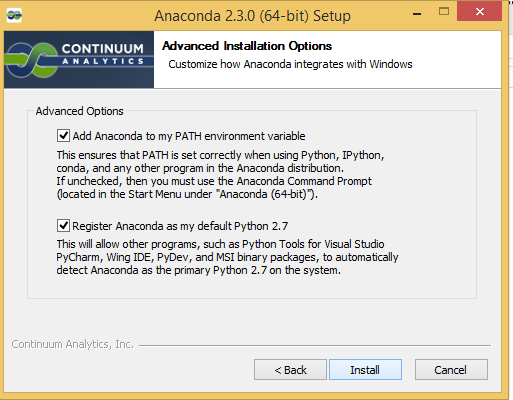 Anaconda 2.3.0 (64-bit) Setup
CONTINUUM
ANALYTICS
Advanced Installation Options
Customize how Anaconda integrates with Windows
Advanced Options
Add Anaconda to my PATH environment variable
This ensures that PATH is set correctly when using Python, IPython,
conda, and any other program in the Anaconda distribution.
If unchecked, then you must use the Anaconda Command Prompt
(located in the Start Menu under "Anaconda (64-bit)").
Register Anaconda as my default Python 2.7
This will allow other programs, such as Python Tools for Visual Studio
PyCharm, Wing IDE, PyDev, and MSI binary packages, to automatically
detect Anaconda as the primary Python 2.7 on the system.
Continuum Analytics, Inc.
< Back
Install
Cancel